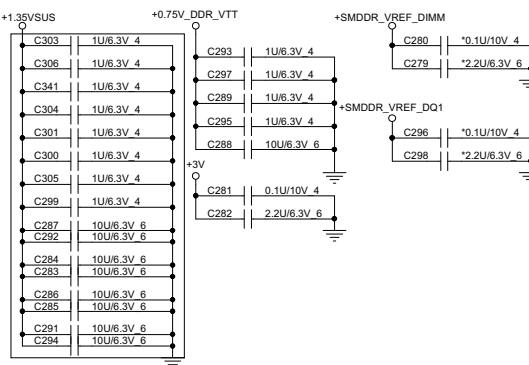 +1.35VSUS
C303 1U/6.3V_4
C306 1U/6.3V_4
C341 1U/6.3V_4
C304 1U/6.3V_4
C301 1U/6.3V_4
C300 1U/6.3V_4
C305 1U/6.3V_4
C299 1U/6.3V_4
C287 10U/6.3V_6
C292 10U/6.3V_6
C284 10U/6.3V_6
C283 10U/6.3V_6
C286 10U/6.3V_6
C285 10U/6.3V_6
C291 10U/6.3V_6
C294 10U/6.3V_6
+0.75V_DDR_VTT
C293 1U/6.3V_4
C297 1U/6.3V_4
C289 1U/6.3V_4
C295 1U/6.3V_4
C288 10U/6.3V_6
+3V
C281 0.1U/10V_4
C282 2.2U/6.3V_6
+SMDDR_VREF_DIMM
C280 *0.1U/10V_4
C279 *2.2U/6.3V_6
+SMDDR_VREF_DQ1
C296 *0.1U/10V_4
C298 *2.2U/6.3V_6